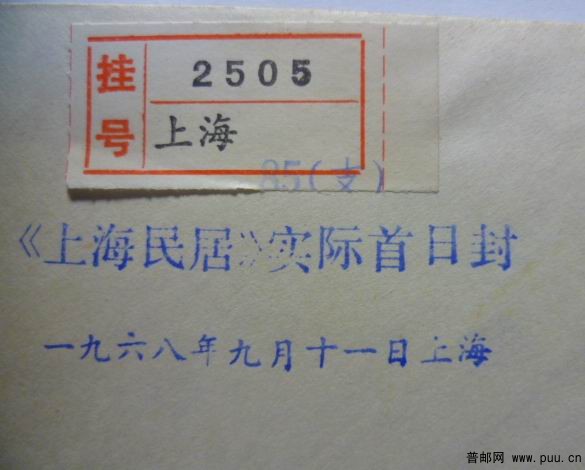 挂号
2505
上海
85(支)
《上海民居》实际首日封
一九六八年九月十一日上海
普邮网 www.puu.cn